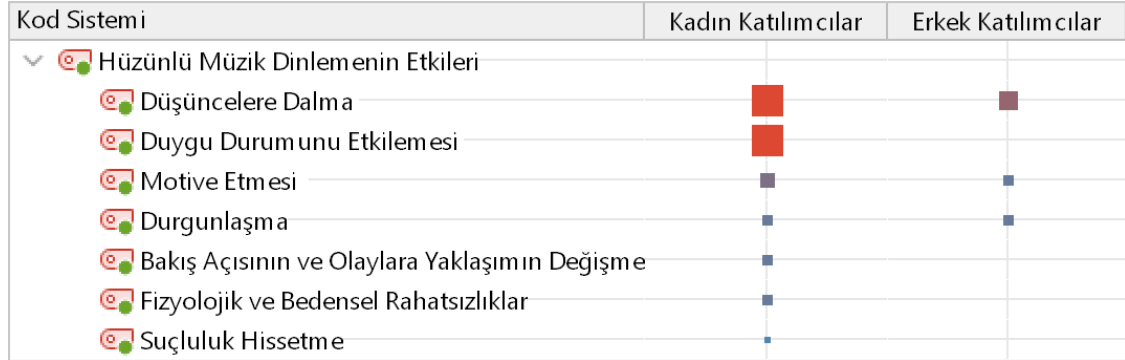 Kod Sistemi Kadın Katılımcılar Erkek Katılımcılar
Hüzünlü Müzik Dinlemenin Etkileri
Düşüncelere Dalma
Duygu Durumunu Etkilemesi
Motive Etmesi
Durgunlaşma
Bakış Açısının ve Olaylara Yaklaşımın Değişme
Fizyolojik ve Bedensel Rahatsızlıklar
Suçluluk Hissetme